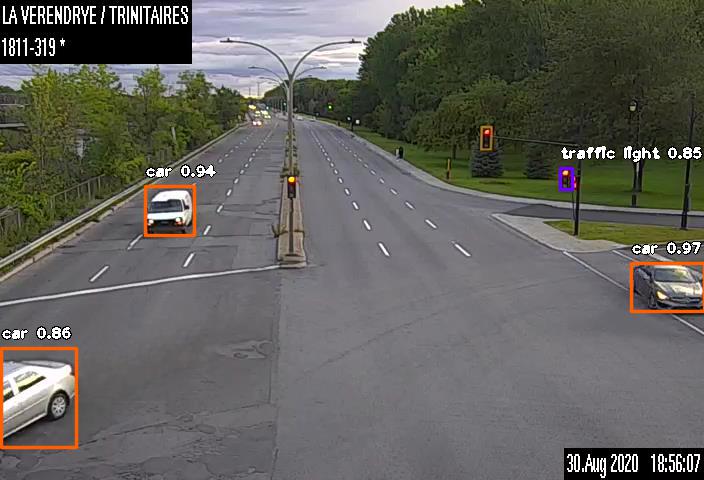 LA VERENDRYE / TRINITAIRES
1811-319 *
traffic light 0.85
car 0.94
car 0.97
car 0.86
30.Aug 2020 18:56:07